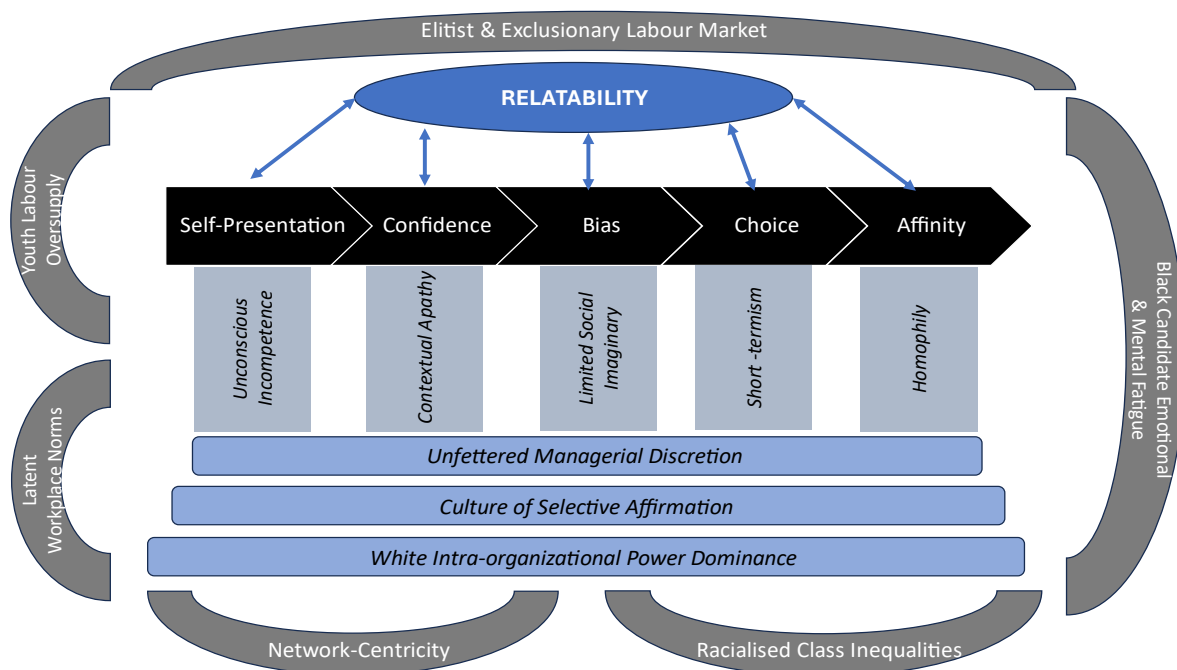 Elitist & Exclusionary Labour Market
RELATABILITY
Youth Labour
Oversupply
Self-Presentation
Confidence
Bias
Choice
Affinity
Unconscious
Incompetence
Contextual Apathy
Limited Social
Imaginary
Short -termism
Homophily
Black Candidate Emotional
& Mental Fatigue
Latent
Workplace Norms
Unfettered Managerial Discretion
Culture of Selective Affirmation
White Intra-organizational Power Dominance
Network-Centricity
Racialised Class Inequalities